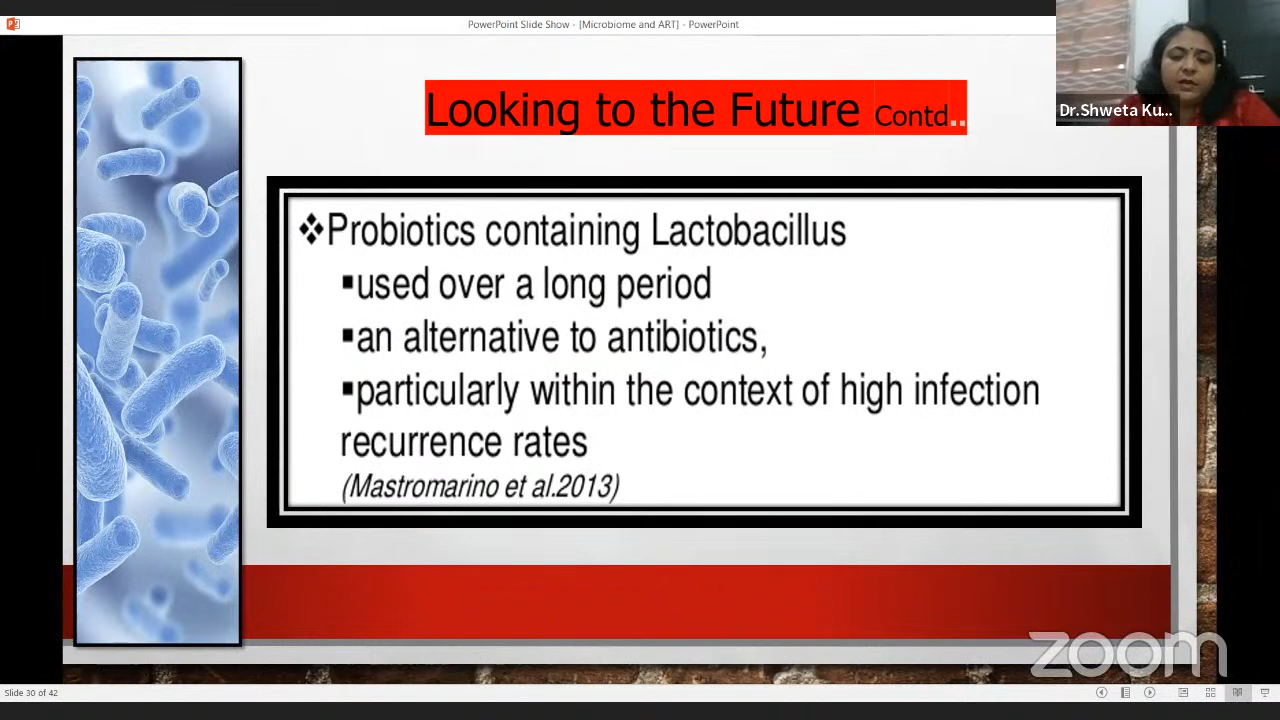 PowerPoint Slide Show - [Microbiome and ART] - PowerPoint
Looking to the Future Contd..
Dr.Shweta Ku...
❖Probiotics containing Lactobacillus
▪used over a long period
▪an alternative to antibiotics,
▪particularly within the context of high infection
recurrence rates
(Mastromarino et al.2013)
zoom
Slide 30 of 42